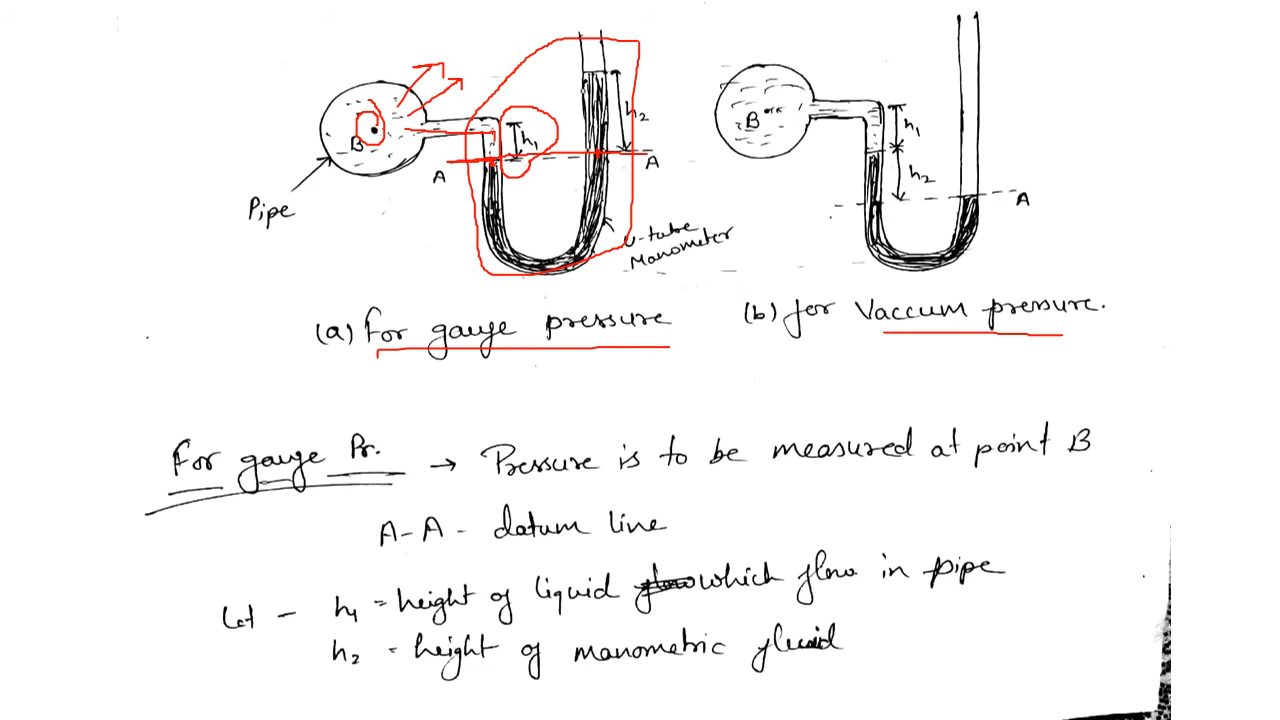 B
h1
h2
A
A
Pipe
U-tube
Manometer
B
h1
h2
A
(a) For gauge pressure
(b) for Vaccum pressure.
For gauge Pr. → Pressure is to be measured at point B
A-A - datum line
Let - h1 = height of liquid which flow in pipe
h2 = height of manometric fluid